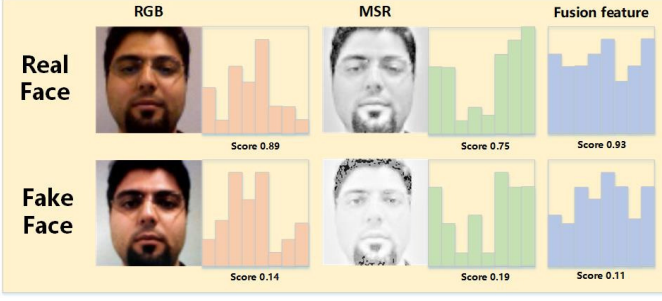 RGB
MSR
Fusion feature
Real
Face
Score 0.89
Score 0.75
Score 0.93
Fake
Face
Score 0.14
Score 0.19
Score 0.11